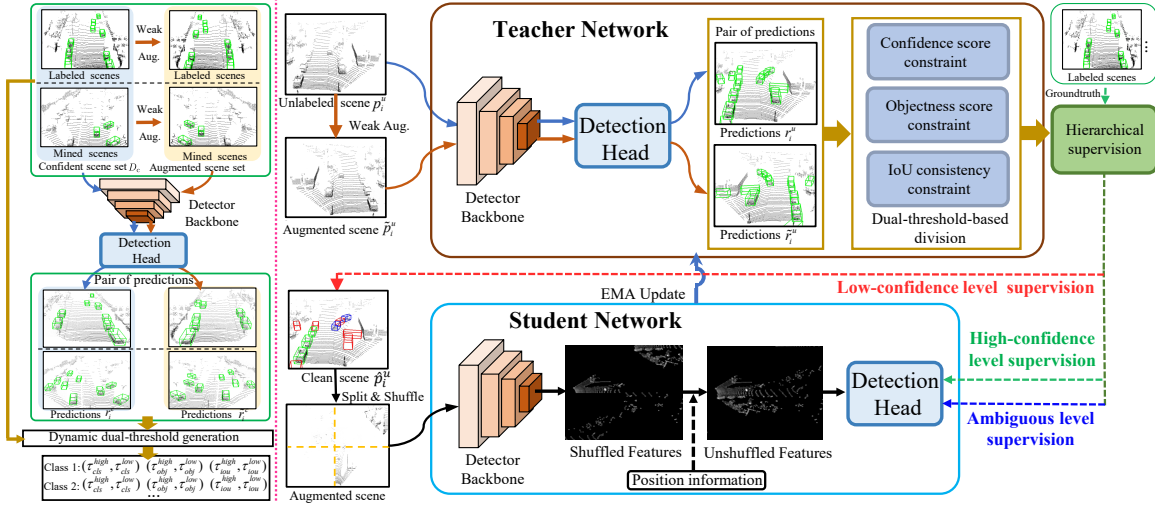 Weak
Aug.
Labeled scenes
Weak
Aug.
Mined scenes
Mined scenes
Confident scene set D_c
Augmented scene set
Detector
Backbone
Detection
Head
Pair of predictions
Predictions
Predictions
Dynamic dual-threshold generation
Class 1: (τ_cls^high, τ_cls^low) (τ_obj^high, τ_obj^low) (τ_iou^high, τ_iou^low)
Class 2: (τ_cls^high, τ_cls^low) (τ_obj^high, τ_obj^low) (τ_iou^high, τ_iou^low)
...
Unlabeled scene p_i^u
Weak Aug.
Augmented scene p̃_i^u
Teacher Network
Detector
Backbone
Detection
Head
Pair of predictions
Predictions r_i^u
Predictions r̃_i^u
Confidence score
constraint
Objectness score
constraint
IoU consistency
constraint
Dual-threshold-based
division
...
Labeled scenes
Groundtruth
Hierarchical
supervision
Low-confidence level supervision
EMA Update
High-confidence
level supervision
Ambiguous level
supervision
Clean scene p̂_i^u
Split & Shuffle
Augmented scene
Student Network
Detector
Backbone
Shuffled Features
Unshuffled Features
Position information
Detection
Head